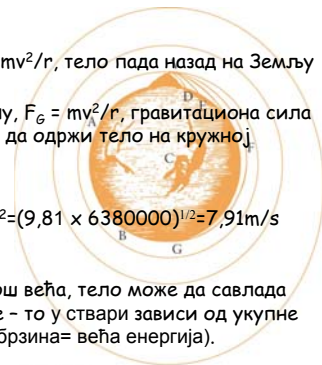 mv²/r, тело пада назад на Земљу
у, F_G = mv²/r, гравитациона сила
да одржи тело на кружној
²=(9,81 x 6380000)^1/2=7,91m/s
ош већа, тело може да савлада
е – то у ствари зависи од укупне
брзина= већа енергија).
D
E
F
A
C
B
G